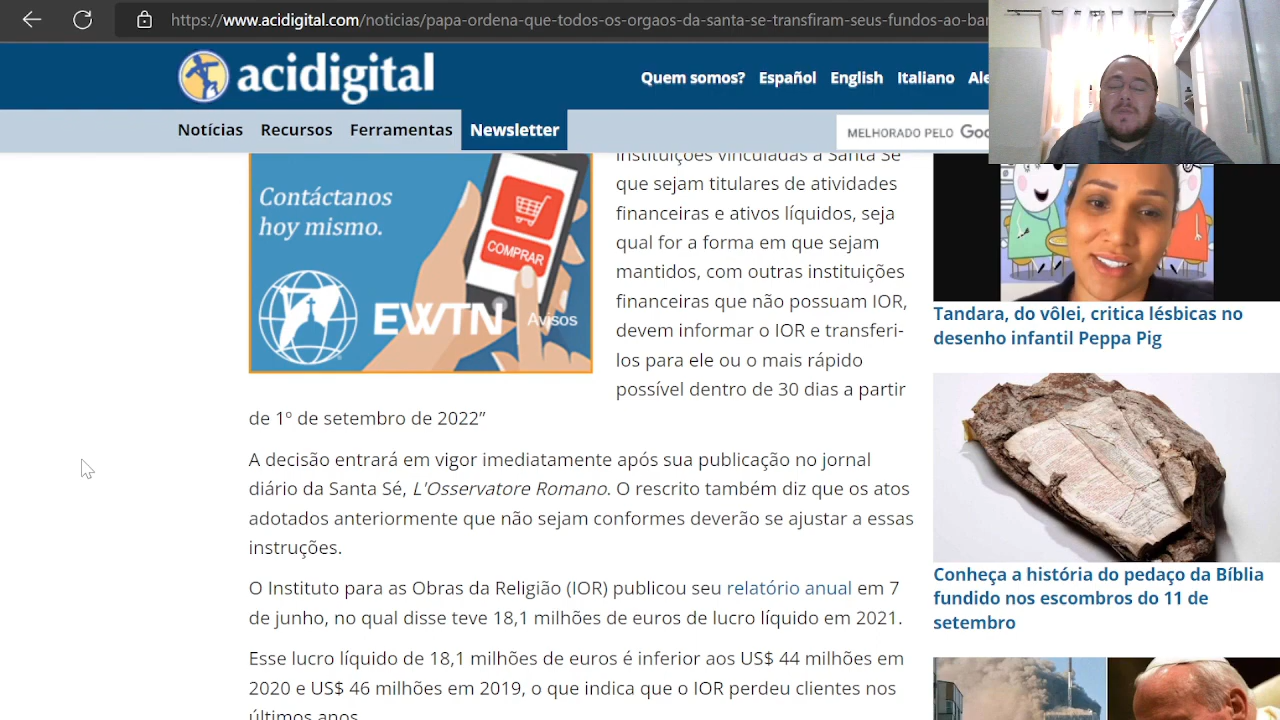 https://www.acidigital.com/noticias/papa-ordena-que-todos-os-orgaos-da-santa-se-transfiram-seus-fundos-ao-ban
acidigital
Quem somos? Español English Italiano
Notícias Recursos Ferramentas Newsletter
MELHORADO PELO
Contáctanos
hoy mismo.
COMPRAR
EWTN
Avisos
instituições vinculadas à Santa Sé
que sejam titulares de atividades
financeiras e ativos líquidos, seja
qual for a forma em que sejam
mantidos, com outras instituições
financeiras que não possuam IOR,
devem informar o IOR e transferi-
los para ele ou o mais rápido
possível dentro de 30 dias a partir
de 1º de setembro de 2022”
A decisão entrará em vigor imediatamente após sua publicação no jornal
diário da Santa Sé, L'Osservatore Romano. O rescrito também diz que os atos
adotados anteriormente que não sejam conformes deverão se ajustar a essas
instruções.
O Instituto para as Obras da Religião (IOR) publicou seu relatório anual em 7
de junho, no qual disse teve 18,1 milhões de euros de lucro líquido em 2021.
Esse lucro líquido de 18,1 milhões de euros é inferior aos US$ 44 milhões em
2020 e US$ 46 milhões em 2019, o que indica que o IOR perdeu clientes nos
últimos anos.
Tandara, do vôlei, critica lésbicas no
desenho infantil Peppa Pig
Conheça a história do pedaço da Bíblia
fundido nos escombros do 11 de
setembro